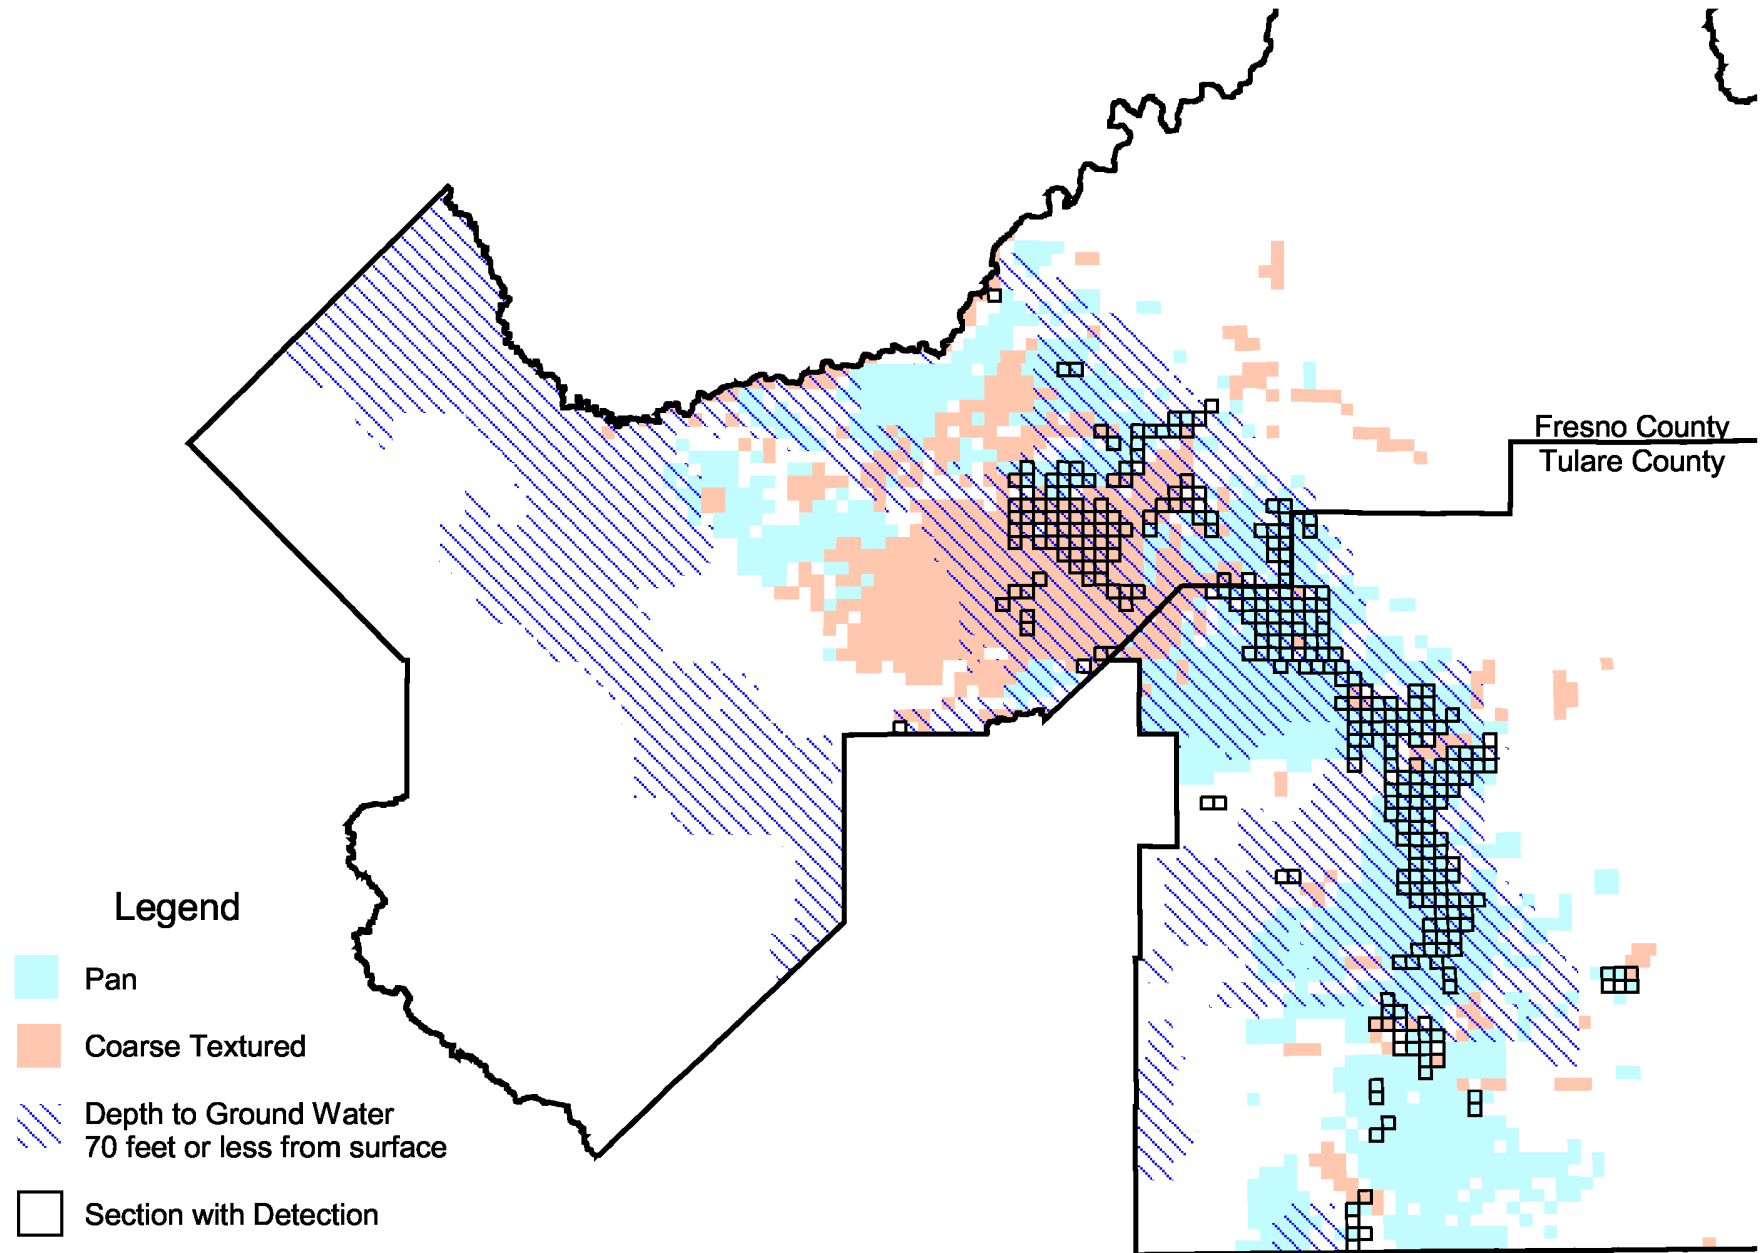 Fresno County
Tulare County
Legend
Pan
Coarse Textured
Depth to Ground Water
70 feet or less from surface
Section with Detection